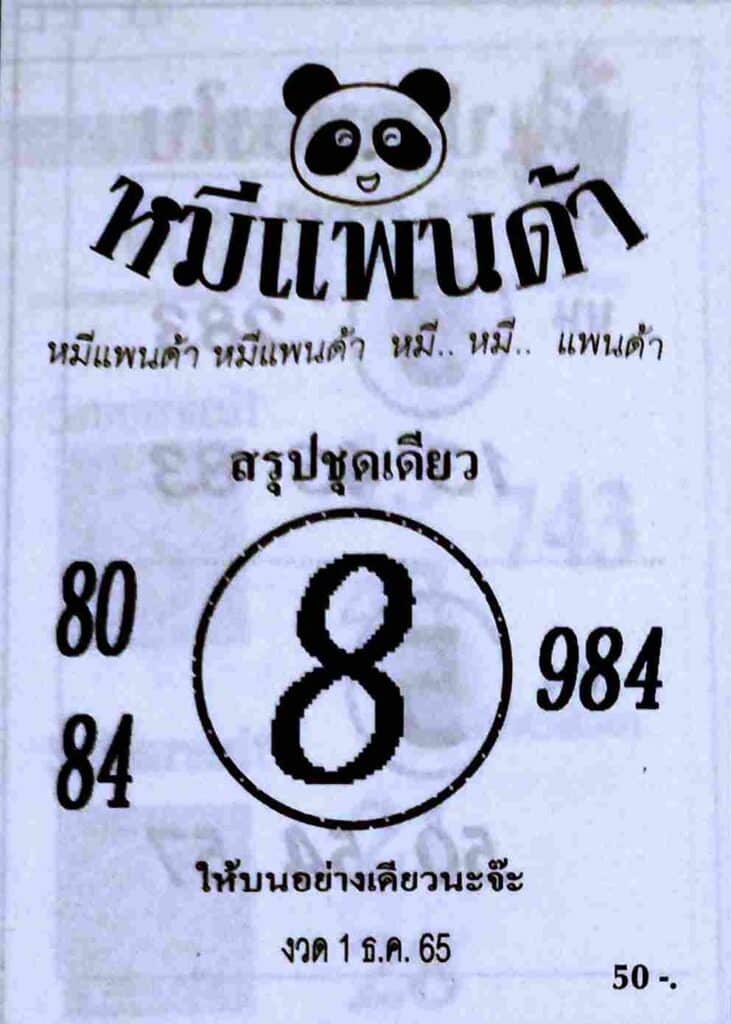 หมีแพนด้า
หมีแพนด้า หมีแพนด้า หมี.. หมี.. แพนด้า
สรุปชุดเดียว
80
8
984
84
ให้บนอย่างเดียวนะจ๊ะ
งวด 1 ธ.ค. 65
50 -.